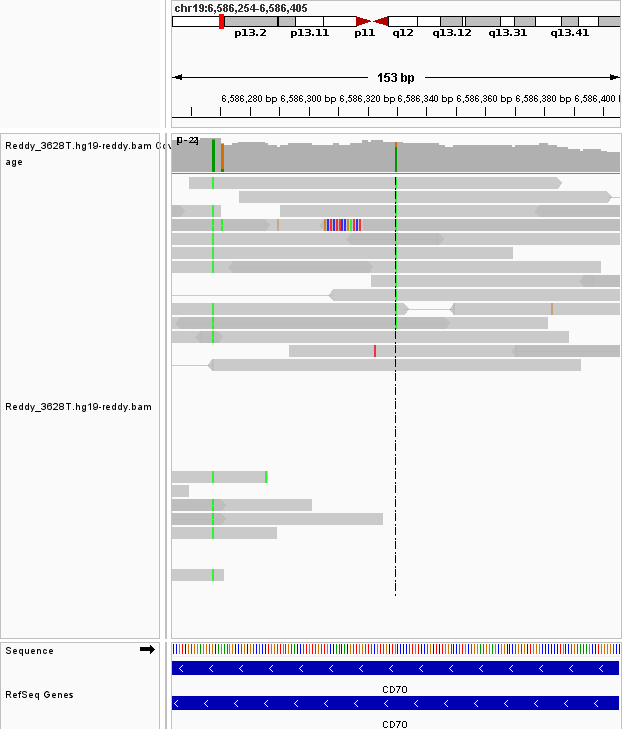 chr19:6,586,254-6,586,405
p13.2 p13.11 p11 q12 q13.12 q13.31 q13.41
153 bp
6,586,280 bp 6,586,300 bp 6,586,320 bp 6,586,340 bp 6,586,360 bp 6,586,380 bp 6,586,400
Reddy_3628T.hg19-reddy.bam Cov
age
[0-22]
Reddy_3628T.hg19-reddy.bam
Sequence
CD70
RefSeq Genes
CD70